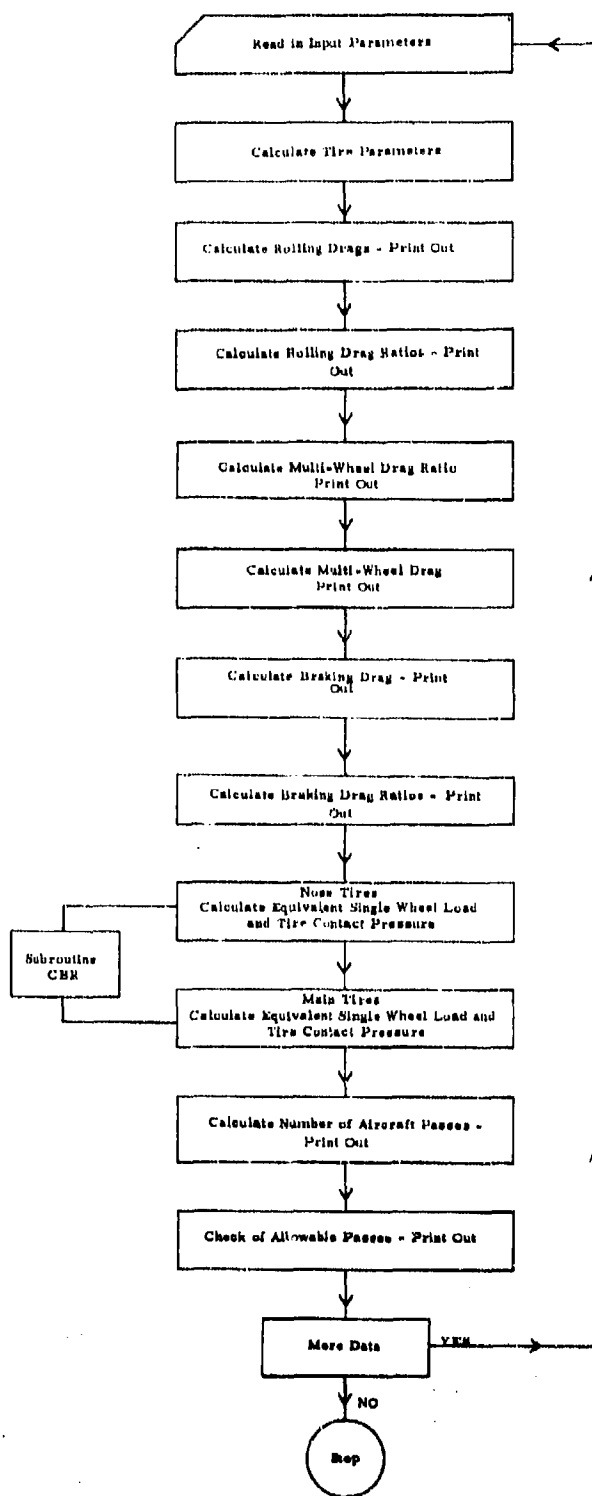 Read in Input Parameters
Calculate Tire Parameters
Calculate Rolling Drags - Print Out
Calculate Rolling Drag Ratios - Print
Out
Calculate Multi-Wheel Drag Ratio
Print Out
Calculate Multi-Wheel Drag
Print Out
Calculate Braking Drag - Print
Out
Calculate Braking Drag Ratios - Print
Out
Nose Tires
Calculate Equivalent Single Wheel Load
and Tire Contact Pressure
Subroutine
CBR
Main Tires
Calculate Equivalent Single Wheel Load and
Tire Contact Pressure
Calculate Number of Aircraft Passes -
Print Out
Check of Allowable Passes - Print Out
More Data
YES
NO
Stop